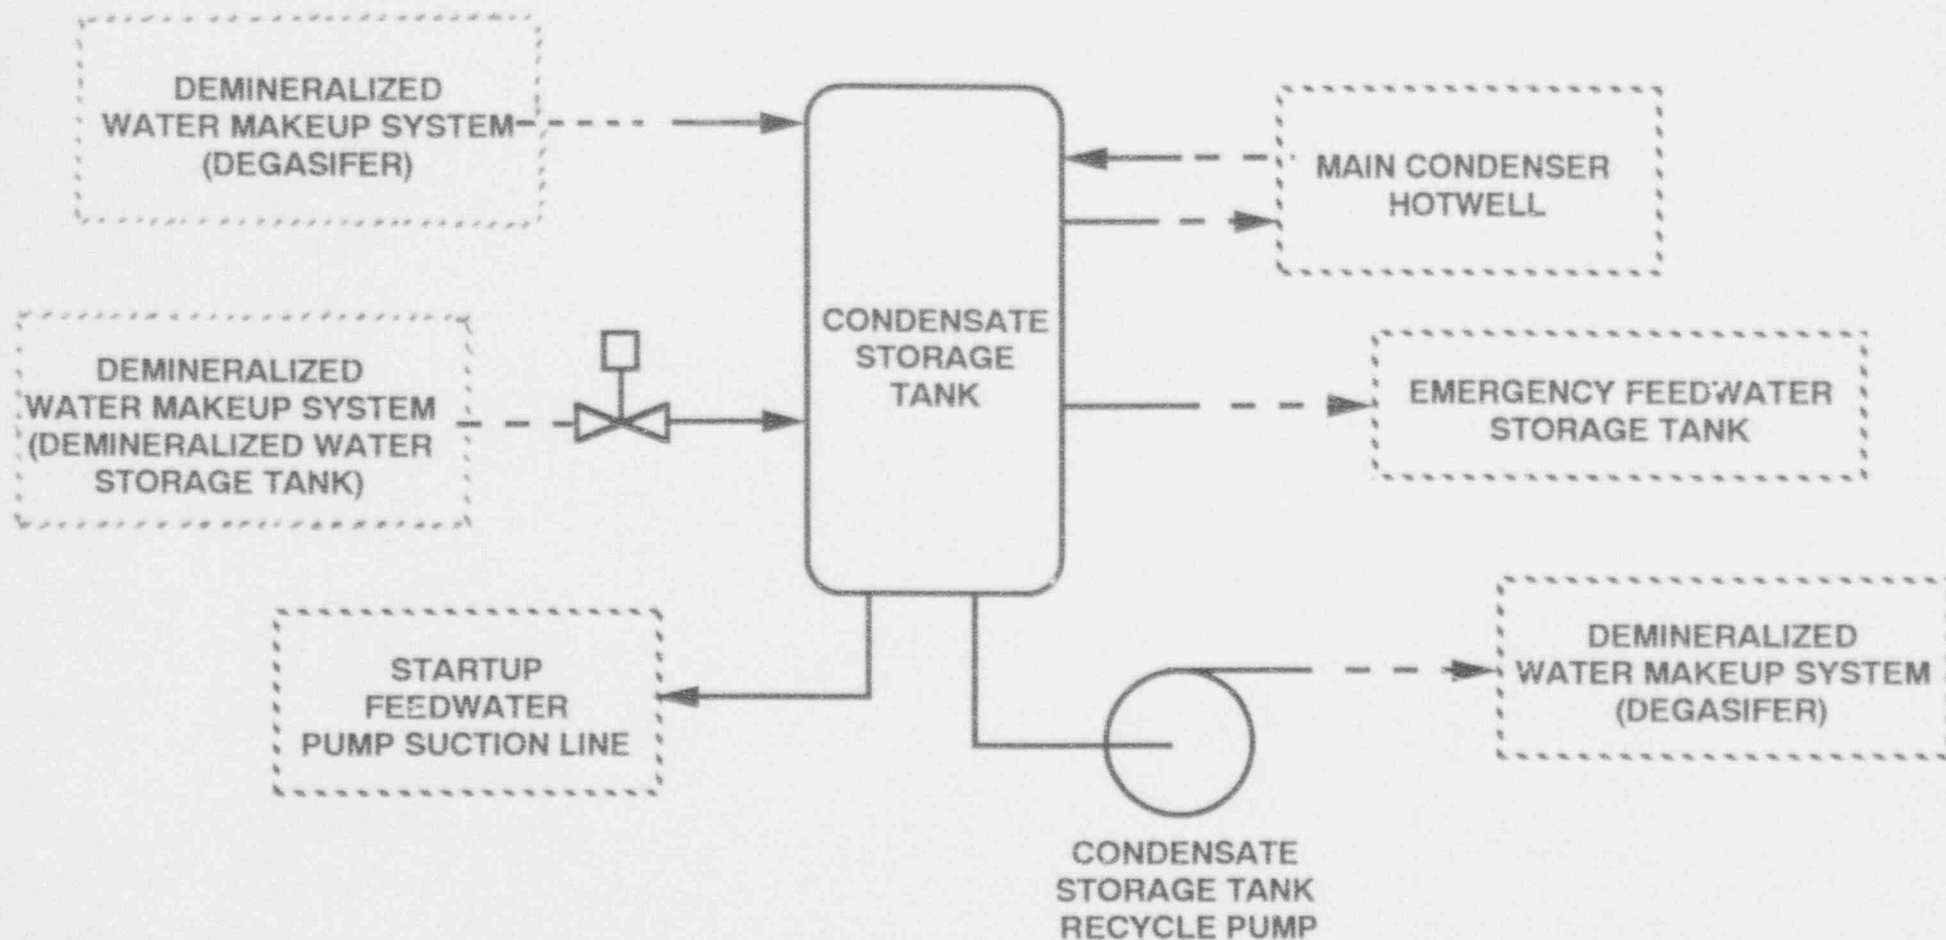 DEMINERALIZED
WATER MAKEUP SYSTEM
(DEGASIFER)
MAIN CONDENSER
HOTWELL
CONDENSATE
STORAGE
TANK
DEMINERALIZED
WATER MAKEUP SYSTEM
(DEMINERALIZED WATER
STORAGE TANK)
EMERGENCY FEEDWATER
STORAGE TANK
STARTUP
FEEDWATER
PUMP SUCTION LINE
DEMINERALIZED
WATER MAKEUP SYSTEM
(DEGASIFER)
CONDENSATE
STORAGE TANK
RECYCLE PUMP